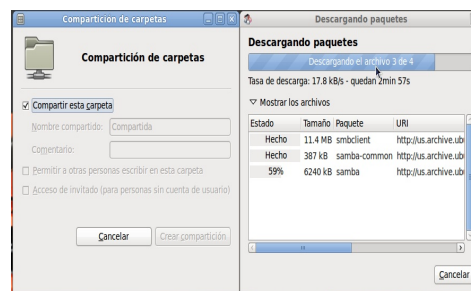 Compartición de carpetas
Compartición de carpetas
Compartir esta carpeta
Nombre compartido: Compartida
Comentario:
Permitir a otras personas escribir en esta carpeta
Acceso de invitado (para personas sin cuenta de usuario)
Cancelar
Crear compartición
Descargando paquetes
Descargando paquetes
Descargando el archivo 3 de 4
Tasa de descarga: 17.8 kB/s - quedan 2min 57s
Mostrar los archivos
Estado Tamaño Paquete URI
Hecho 11.4 MB smbclient http://us.archive.ub
Hecho 387 kB samba-common http://us.archive.ub
59% 6240 kB samba http://us.archive.ub
Cancelar